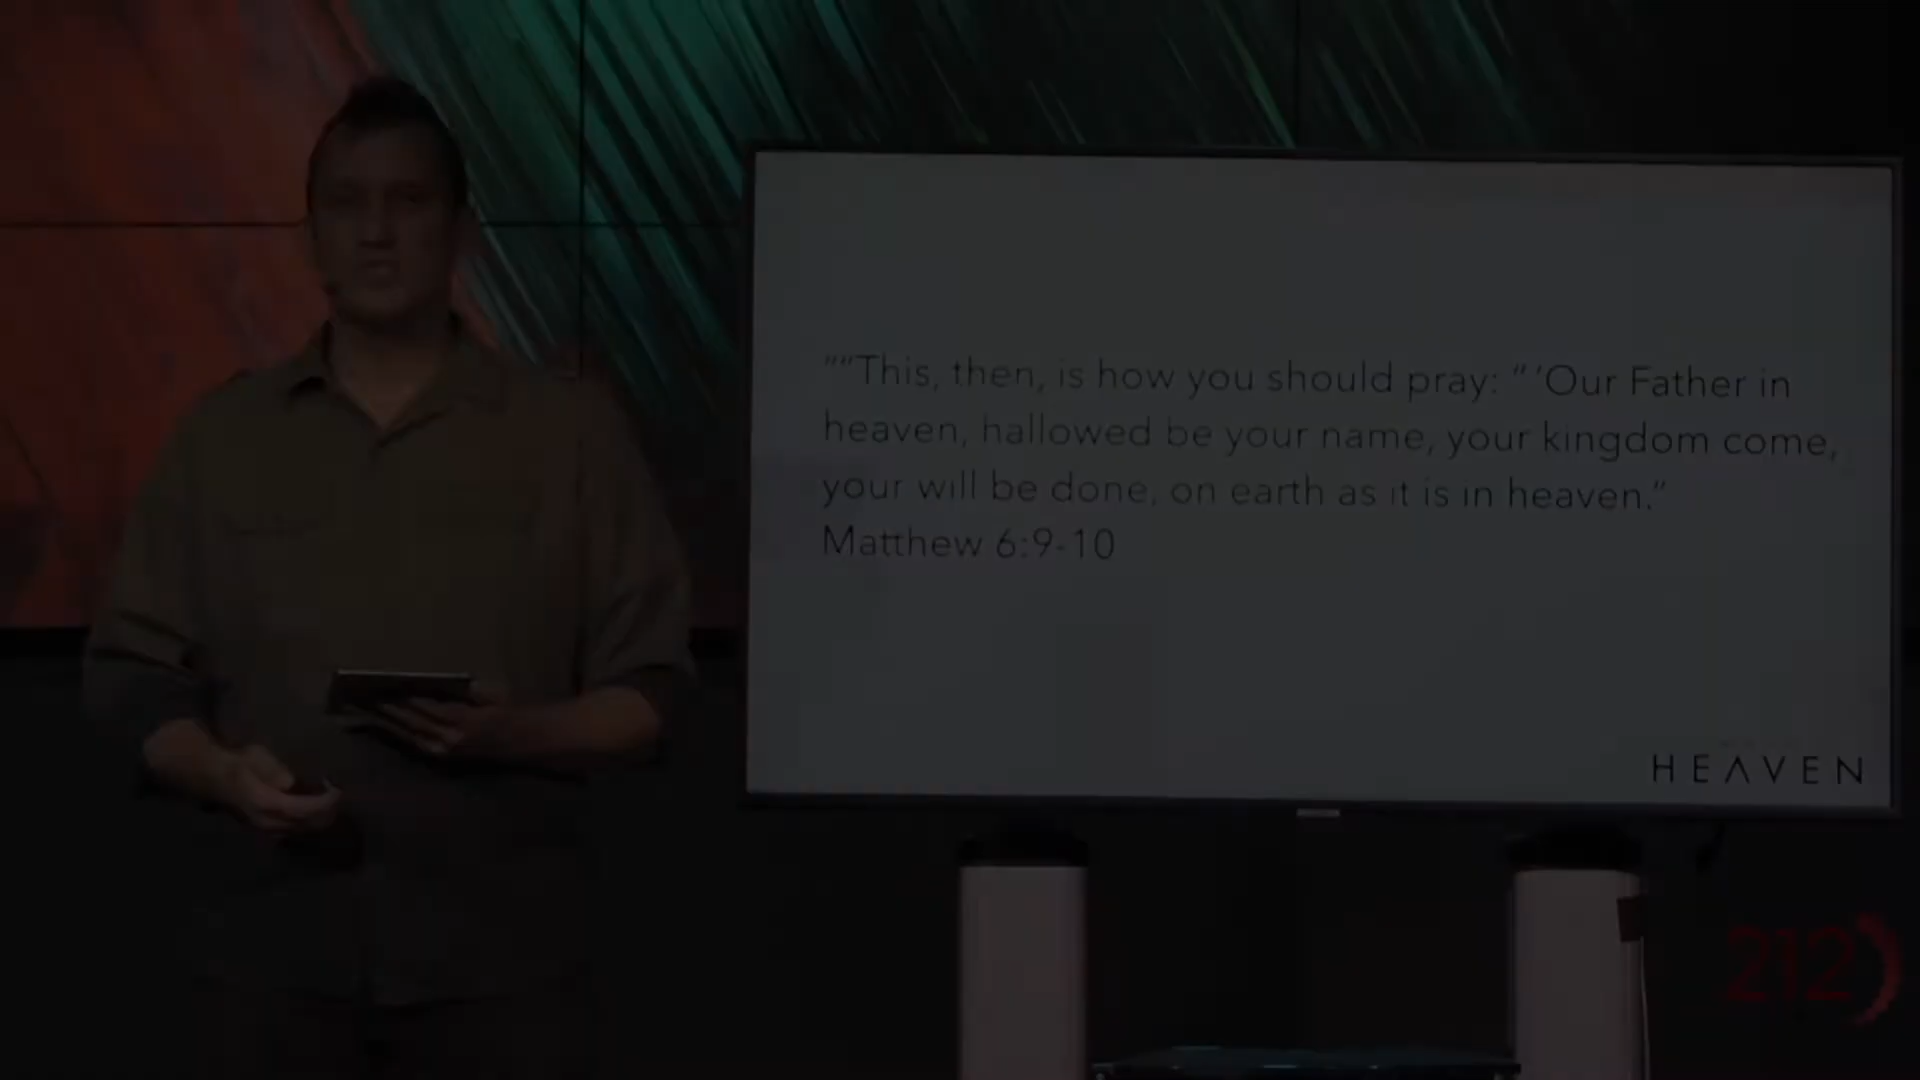 ""This, then, is how you should pray: "'Our Father in
heaven, hallowed be your name, your kingdom come,
your will be done, on earth as it is in heaven."
Matthew 6:9-10
HEAVEN
212